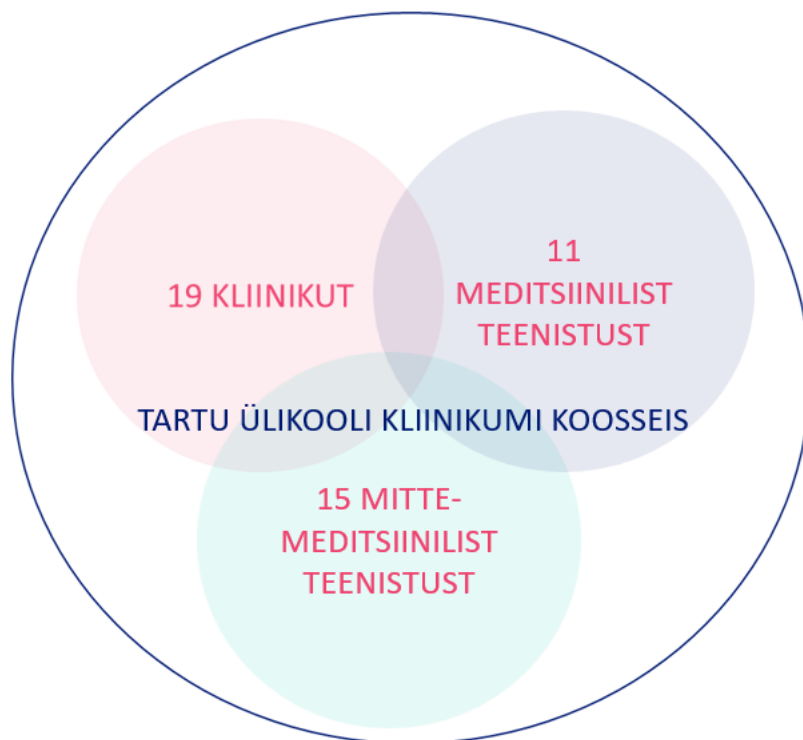 19 KLIINIKUT
11
MEDITSIINILIST
TEENISTUST
TARTU ÜLIKOOLI KLIINIKUMI KOOSSEIS
15 MITTE-
MEDITSIINILIST
TEENISTUST